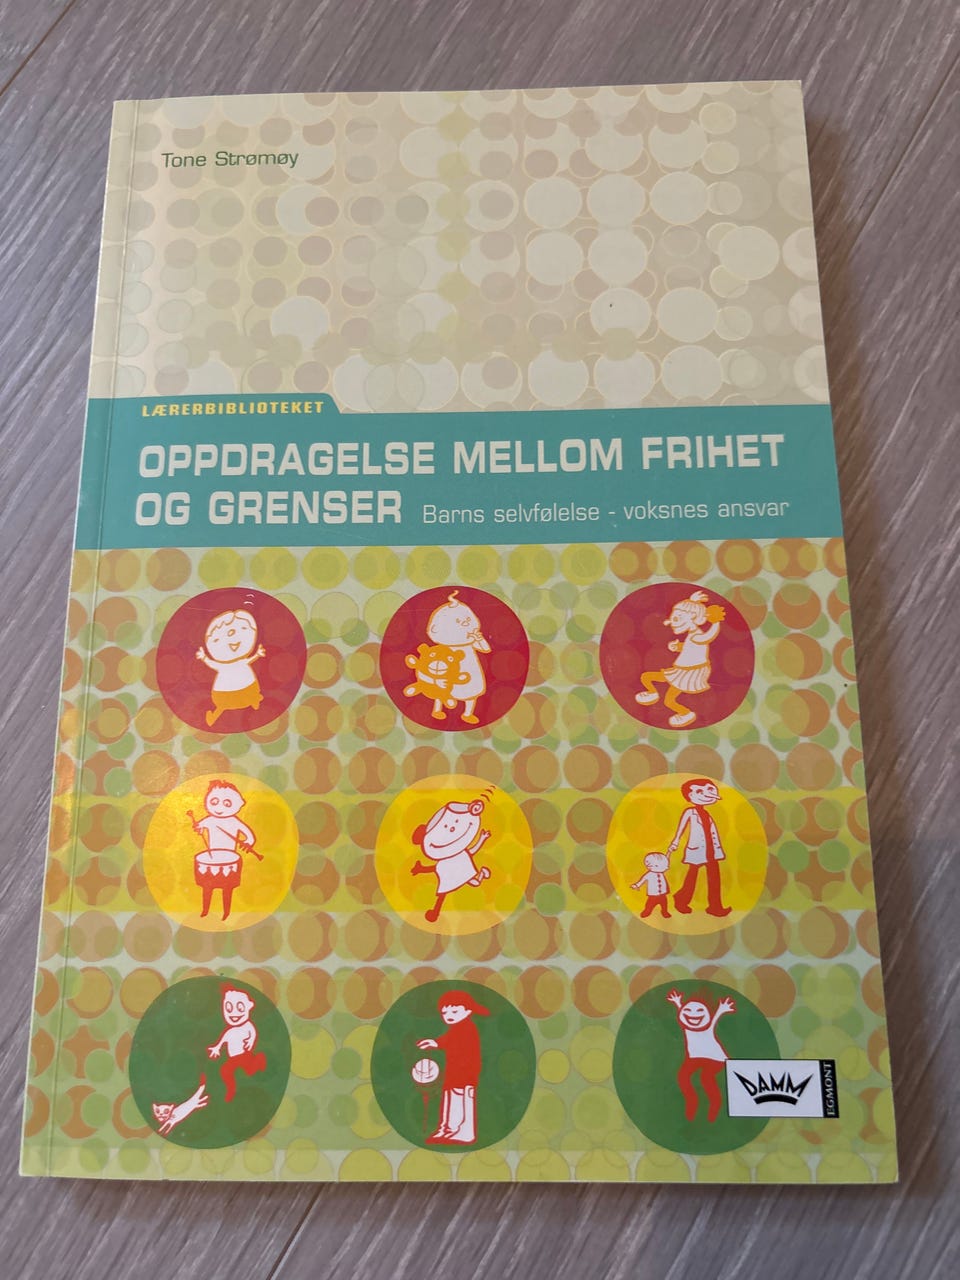 Tone Strømøy
LÆRERBIBLIOTEKET
OPPDRAGELSE MELLOM FRIHET
OG GRENSER Barns selvfølelse - voksnes ansvar
DAMM
EGMONT